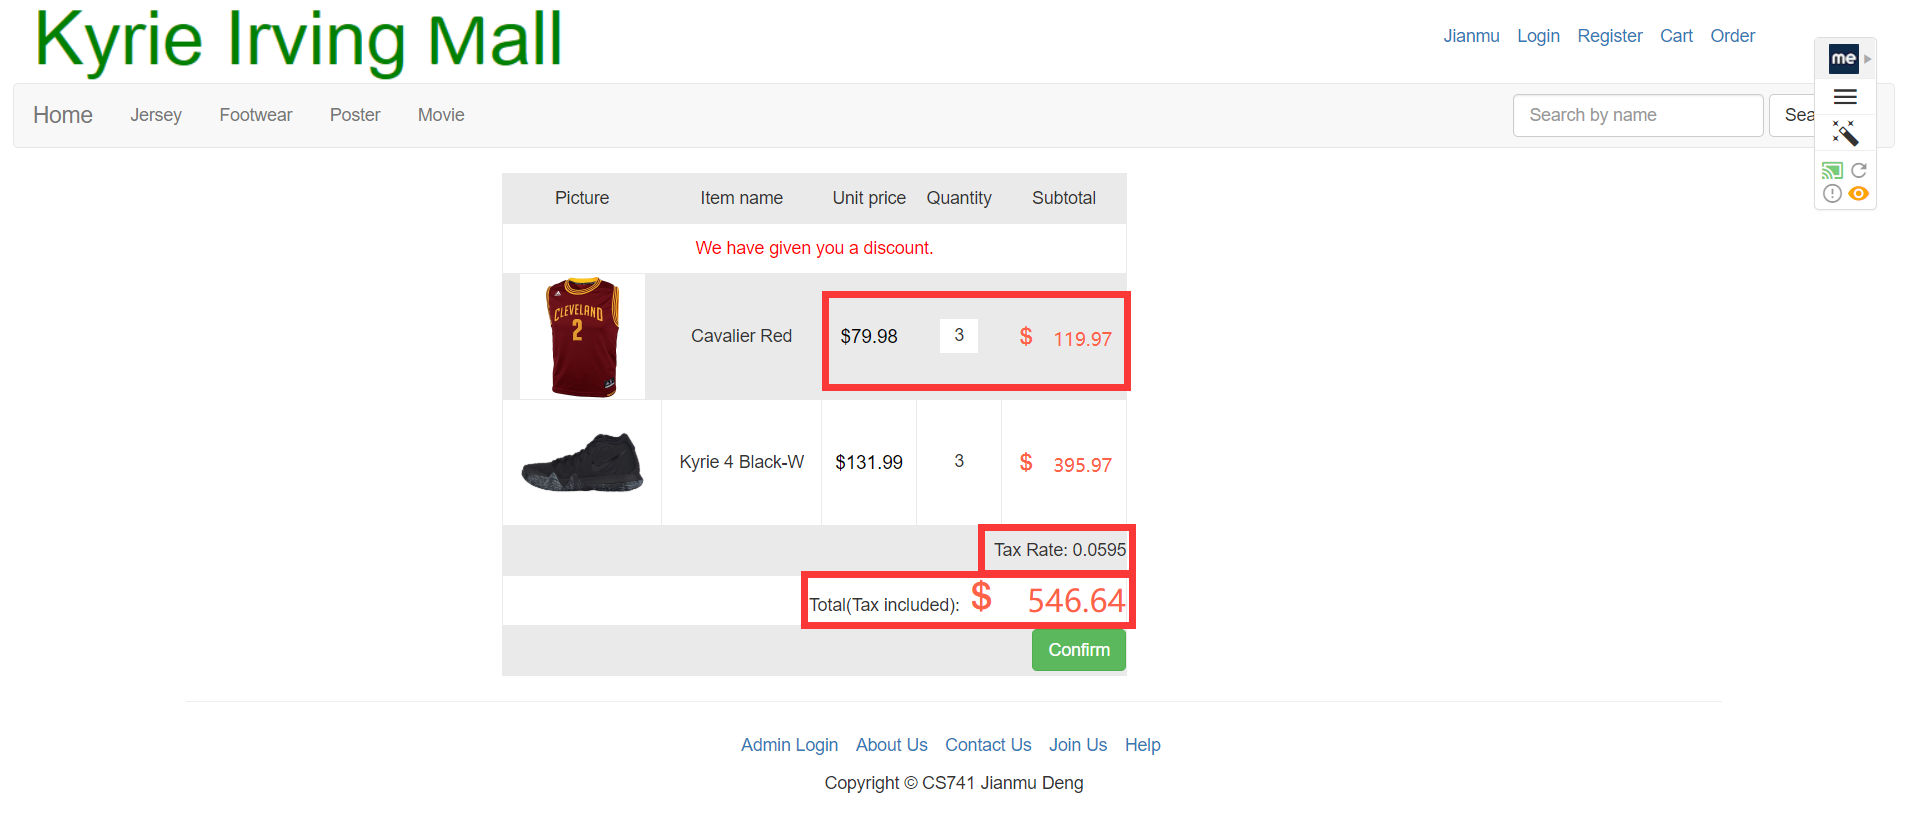 Kyrie Irving Mall
Jianmu Login Register Cart Order
me
Home Jersey Footwear Poster Movie Search by name Sea
Picture Item name Unit price Quantity Subtotal
We have given you a discount.
CLEVELAND
2
Cavalier Red $79.98 3 $ 119.97
Kyrie 4 Black-W $131.99 3 $ 395.97
Tax Rate: 0.0595
Total(Tax included): $ 546.64
Confirm
Admin Login About Us Contact Us Join Us Help
Copyright © CS741 Jianmu Deng